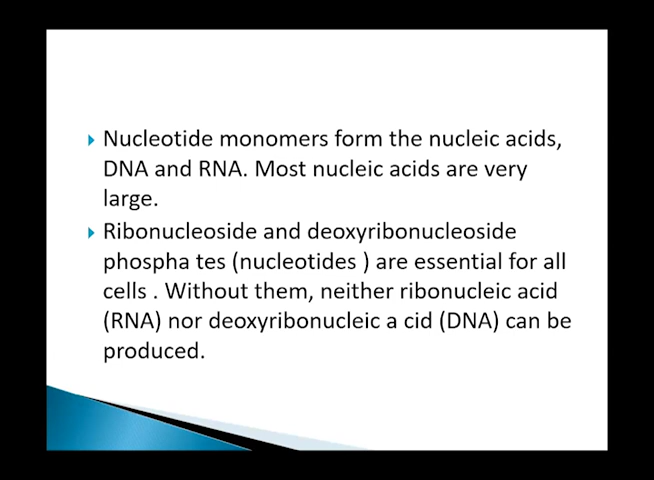 Nucleotide monomers form the nucleic acids,
DNA and RNA. Most nucleic acids are very
large.
Ribonucleoside and deoxyribonucleoside
phospha tes (nucleotides ) are essential for all
cells . Without them, neither ribonucleic acid
(RNA) nor deoxyribonucleic a cid (DNA) can be
produced.